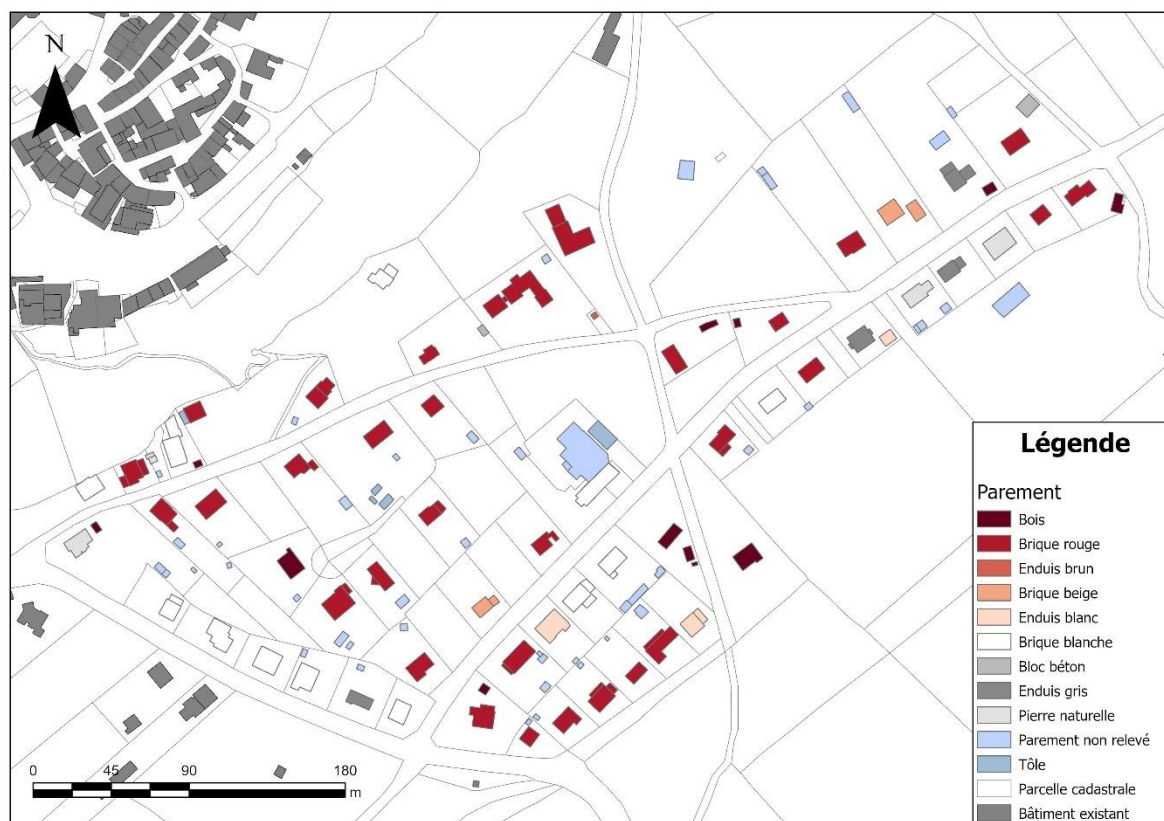 N
Légende
Parement
Bois
Brique rouge
Enduis brun
Brique beige
Enduis blanc
Brique blanche
Bloc béton
Enduis gris
Pierre naturelle
Parement non relevé
Tôle
Parcelle cadastrale
Bâtiment existant
0 45 90 180
m